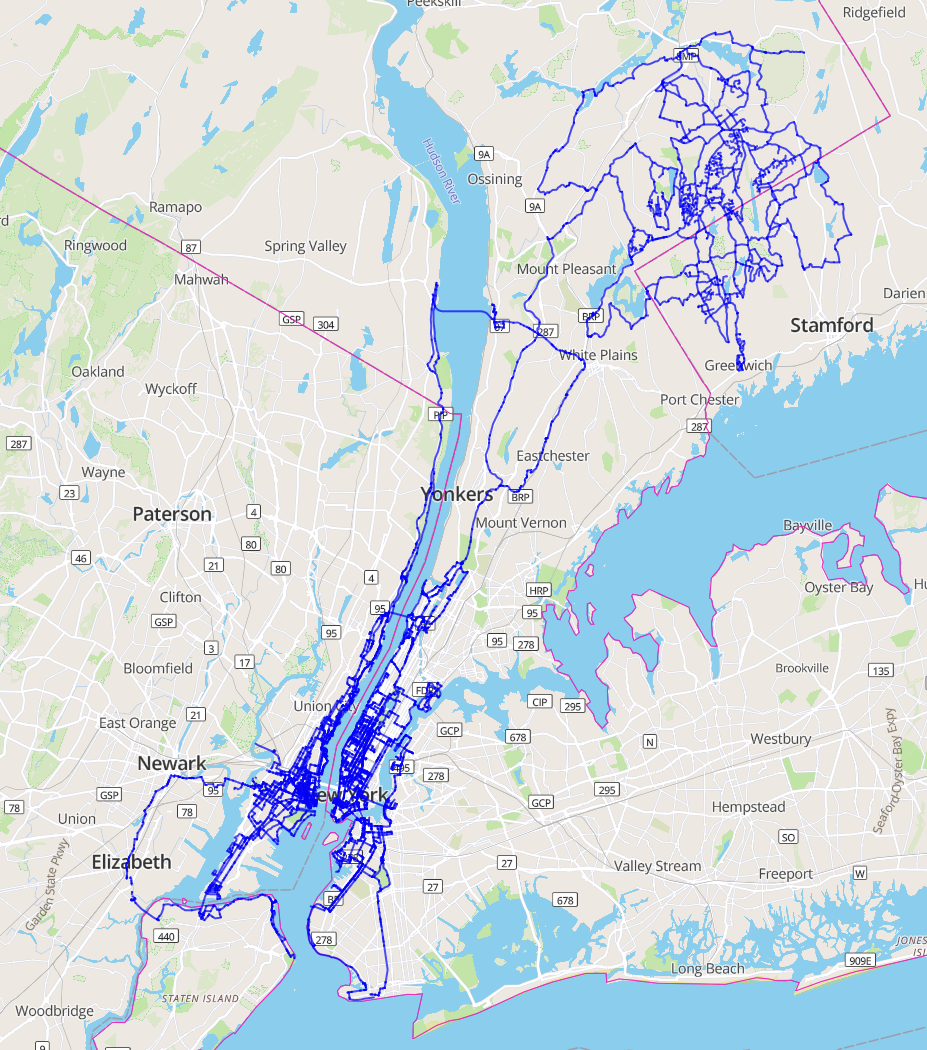 Peekskill
Ridgefield
SMP
Hudson River
9A
Ossining
9A
Ramapo
Ringwood
87
Spring Valley
Mahwah
Mount Pleasant
Darien
GSP
304
287
BRP
Stamford
White Plains
Oakland
Greenwich
Wyckoff
Port Chester
PIP
287
287
Eastchester
Wayne
23
Yonkers
BRP
Paterson
4
Mount Vernon
Bayville
80
46
21
80
4
Oyster Bay
Clifton
HRP
95
95
GSP
95
3
95
278
17
Bloomfield
Brookville
135
Union City
CIP
295
21
East Orange
GCP
678
N
Westbury
Newark
278
Seaford-Oyster Bay Expy
GSP
95
295
78
78
GCP
Hempstead
Union
SO
Elizabeth
27
Valley Stream
Freeport
W
Garden State Pkwy
27
678
440
278
JONES
Long Beach
909E
STATEN ISLAND
Woodbridge
9